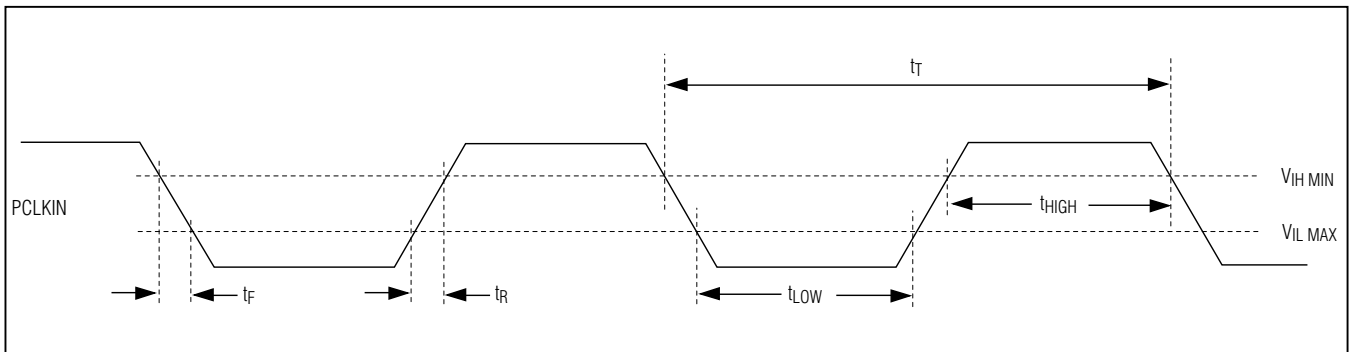 tT
VIH MIN
PCLKIN
tHIGH
VIL MAX
tF
tR
tLOW